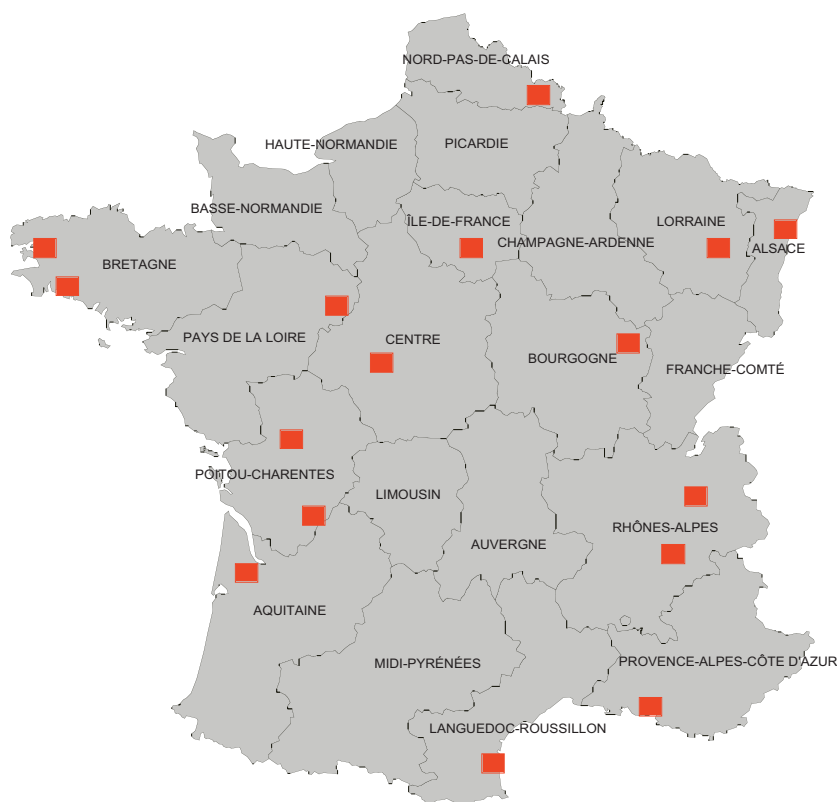 NORD-PAS-DE-CALAIS
HAUTE-NORMANDIE
PICARDIE
BASSE-NORMANDIE
ÎLE-DE-FRANCE
LORRAINE
CHAMPAGNE-ARDENNE
ALSACE
BRETAGNE
PAYS DE LA LOIRE
CENTRE
BOURGOGNE
FRANCHE-COMTÉ
POITOU-CHARENTES
LIMOUSIN
RHÔNES-ALPES
AUVERGNE
AQUITAINE
MIDI-PYRÉNÉES
PROVENCE-ALPES-CÔTE D'AZUR
LANGUEDOC-ROUSSILLON